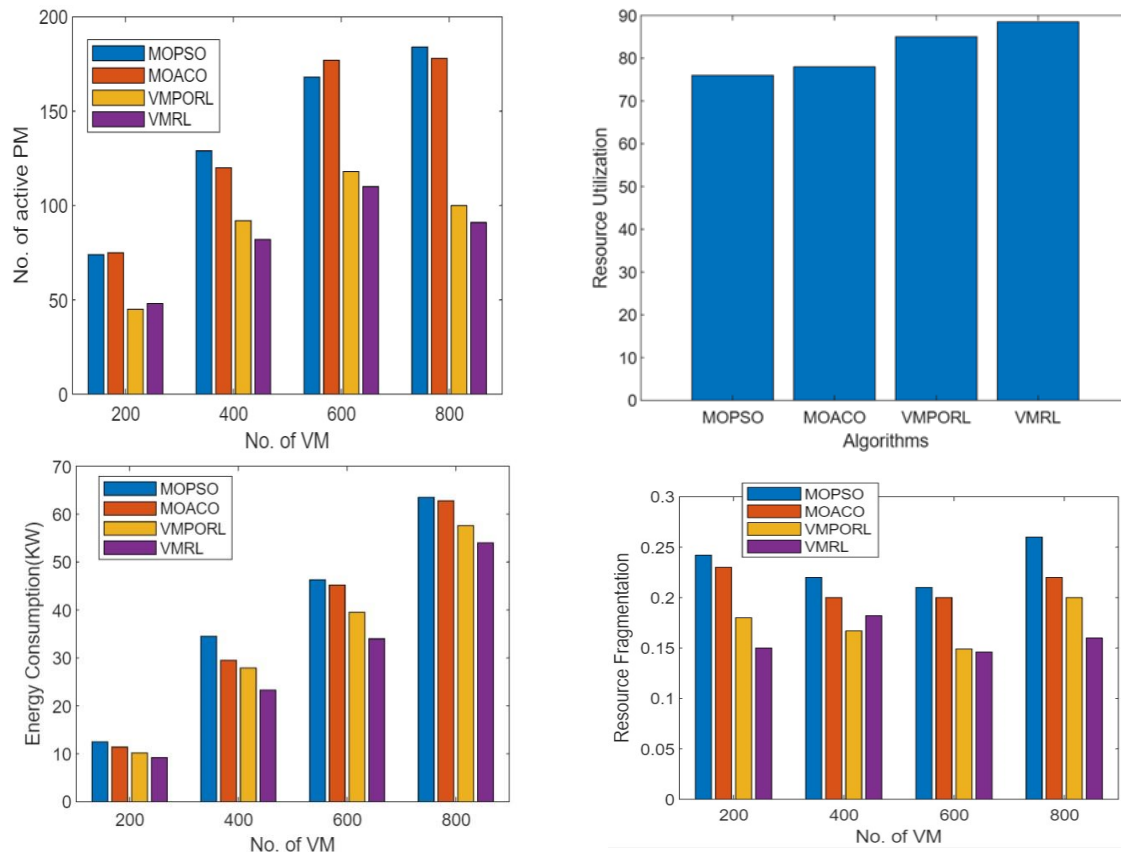 200
150
100
50
0
No. of active PM
MOPSO
MOACO
VMPORL
VMRL
200 400 600 800
No. of VM
90
80
70
60
50
40
30
20
10
0
Resource Utilization
MOPSO MOACO VMPORL VMRL
Algorithms
70
60
50
40
30
20
10
0
Energy Consumption(KW)
MOPSO
MOACO
VMPORL
VMRL
200 400 600 800
No. of VM
0.3
0.25
0.2
0.15
0.1
0.05
0
Resource Fragmentation
MOPSO
MOACO
VMPORL
VMRL
200 400 600 800
No. of VM